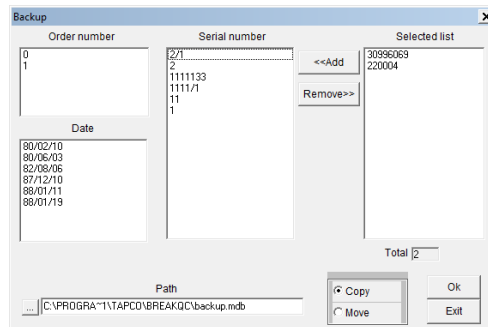 Backup
Order number
0
1
Date
80/02/10
80/06/03
82/08/06
87/12/10
88/01/11
88/01/19
Serial number
2/1
2
1111133
1111/1
11
1
<<Add
Remove>>
Selected list
30996069
220004
Total 2
Path
... C:\PROGRA~1\TAPCO\BREAKQC\backup.mdb
Copy
Move
Ok
Exit